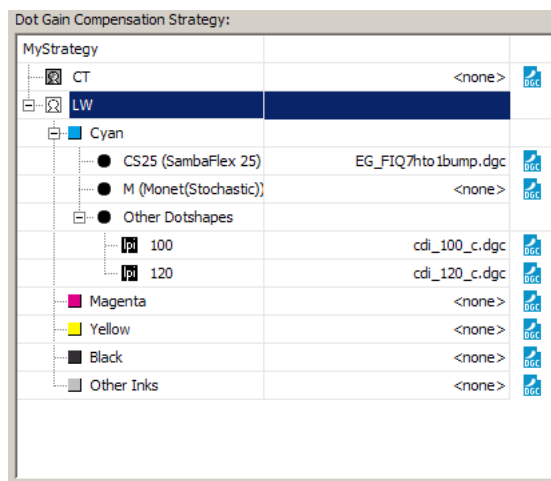 Dot Gain Compensation Strategy:
MyStrategy
CT <none> DGC
LW
Cyan
CS25 (SambaFlex 25) EG_FIQ7hto1bump.dgc DGC
M (Monet(Stochastic)) <none> DGC
Other Dotshapes
lpi 100 cdi_100_c.dgc DGC
lpi 120 cdi_120_c.dgc DGC
Magenta <none> DGC
Yellow <none> DGC
Black <none> DGC
Other Inks <none> DGC